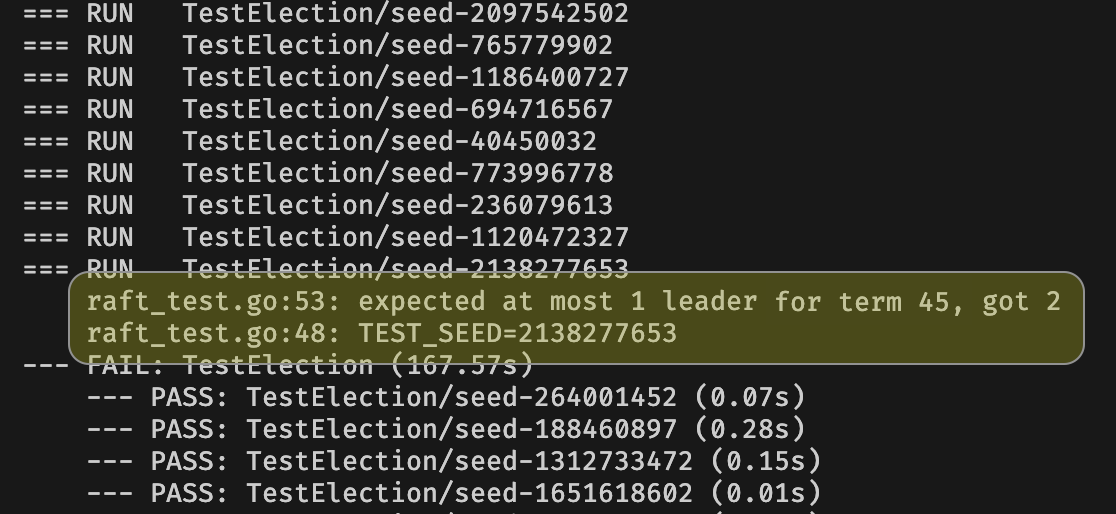 === RUN   TestElection/seed-2097542502
=== RUN   TestElection/seed-765779902
=== RUN   TestElection/seed-1186400727
=== RUN   TestElection/seed-694716567
=== RUN   TestElection/seed-40450032
=== RUN   TestElection/seed-773996778
=== RUN   TestElection/seed-236079613
=== RUN   TestElection/seed-1120472327
=== RUN   TestElection/seed-2138277653
    raft_test.go:53: expected at most 1 leader for term 45, got 2
    raft_test.go:48: TEST_SEED=2138277653
--- FAIL: TestElection (167.57s)
    --- PASS: TestElection/seed-264001452 (0.07s)
    --- PASS: TestElection/seed-188460897 (0.28s)
    --- PASS: TestElection/seed-1312733472 (0.15s)
    --- PASS: TestElection/seed-1651618602 (0.01s)